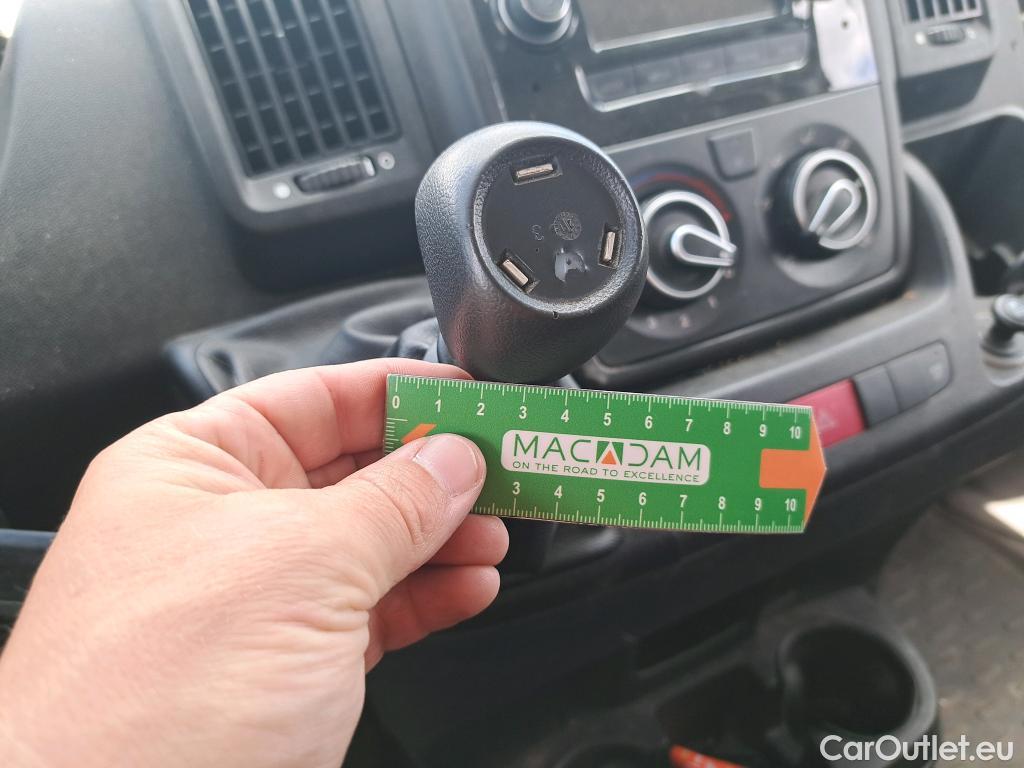 3
0 1 2 3 4 5 6 7 8 9 10
MACADAM
ON THE ROAD TO EXCELLENCE
3 4 5 6 7 8 9 10
CarOutlet.eu